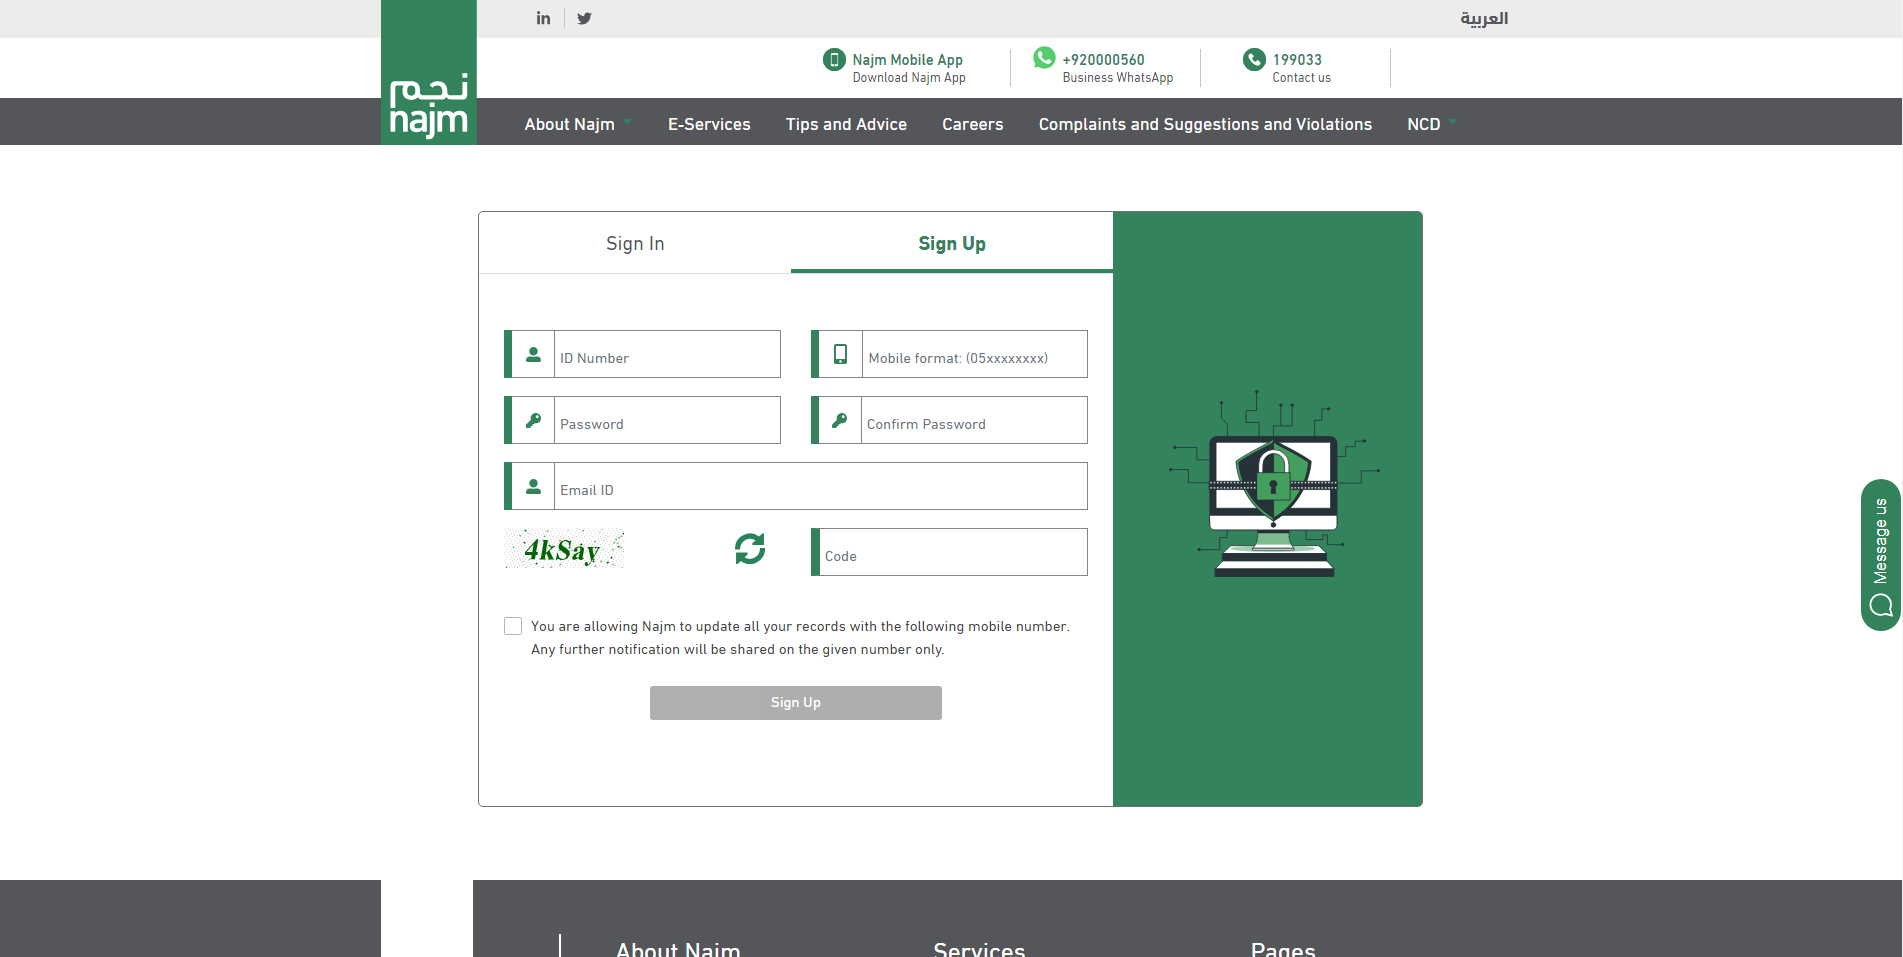 العربية
Najm Mobile App
Download Najm App
+920000560
Business WhatsApp
199033
Contact us
نجم
najm
About Najm
E-Services
Tips and Advice
Careers
Complaints and Suggestions and Violations
NCD
Sign In
Sign Up
ID Number
Mobile format: (05xxxxxxxx)
Password
Confirm Password
Email ID
4kSay
Code
You are allowing Najm to update all your records with the following mobile number.
Any further notification will be shared on the given number only.
Sign Up
Message us
About Najm
Services
Pages